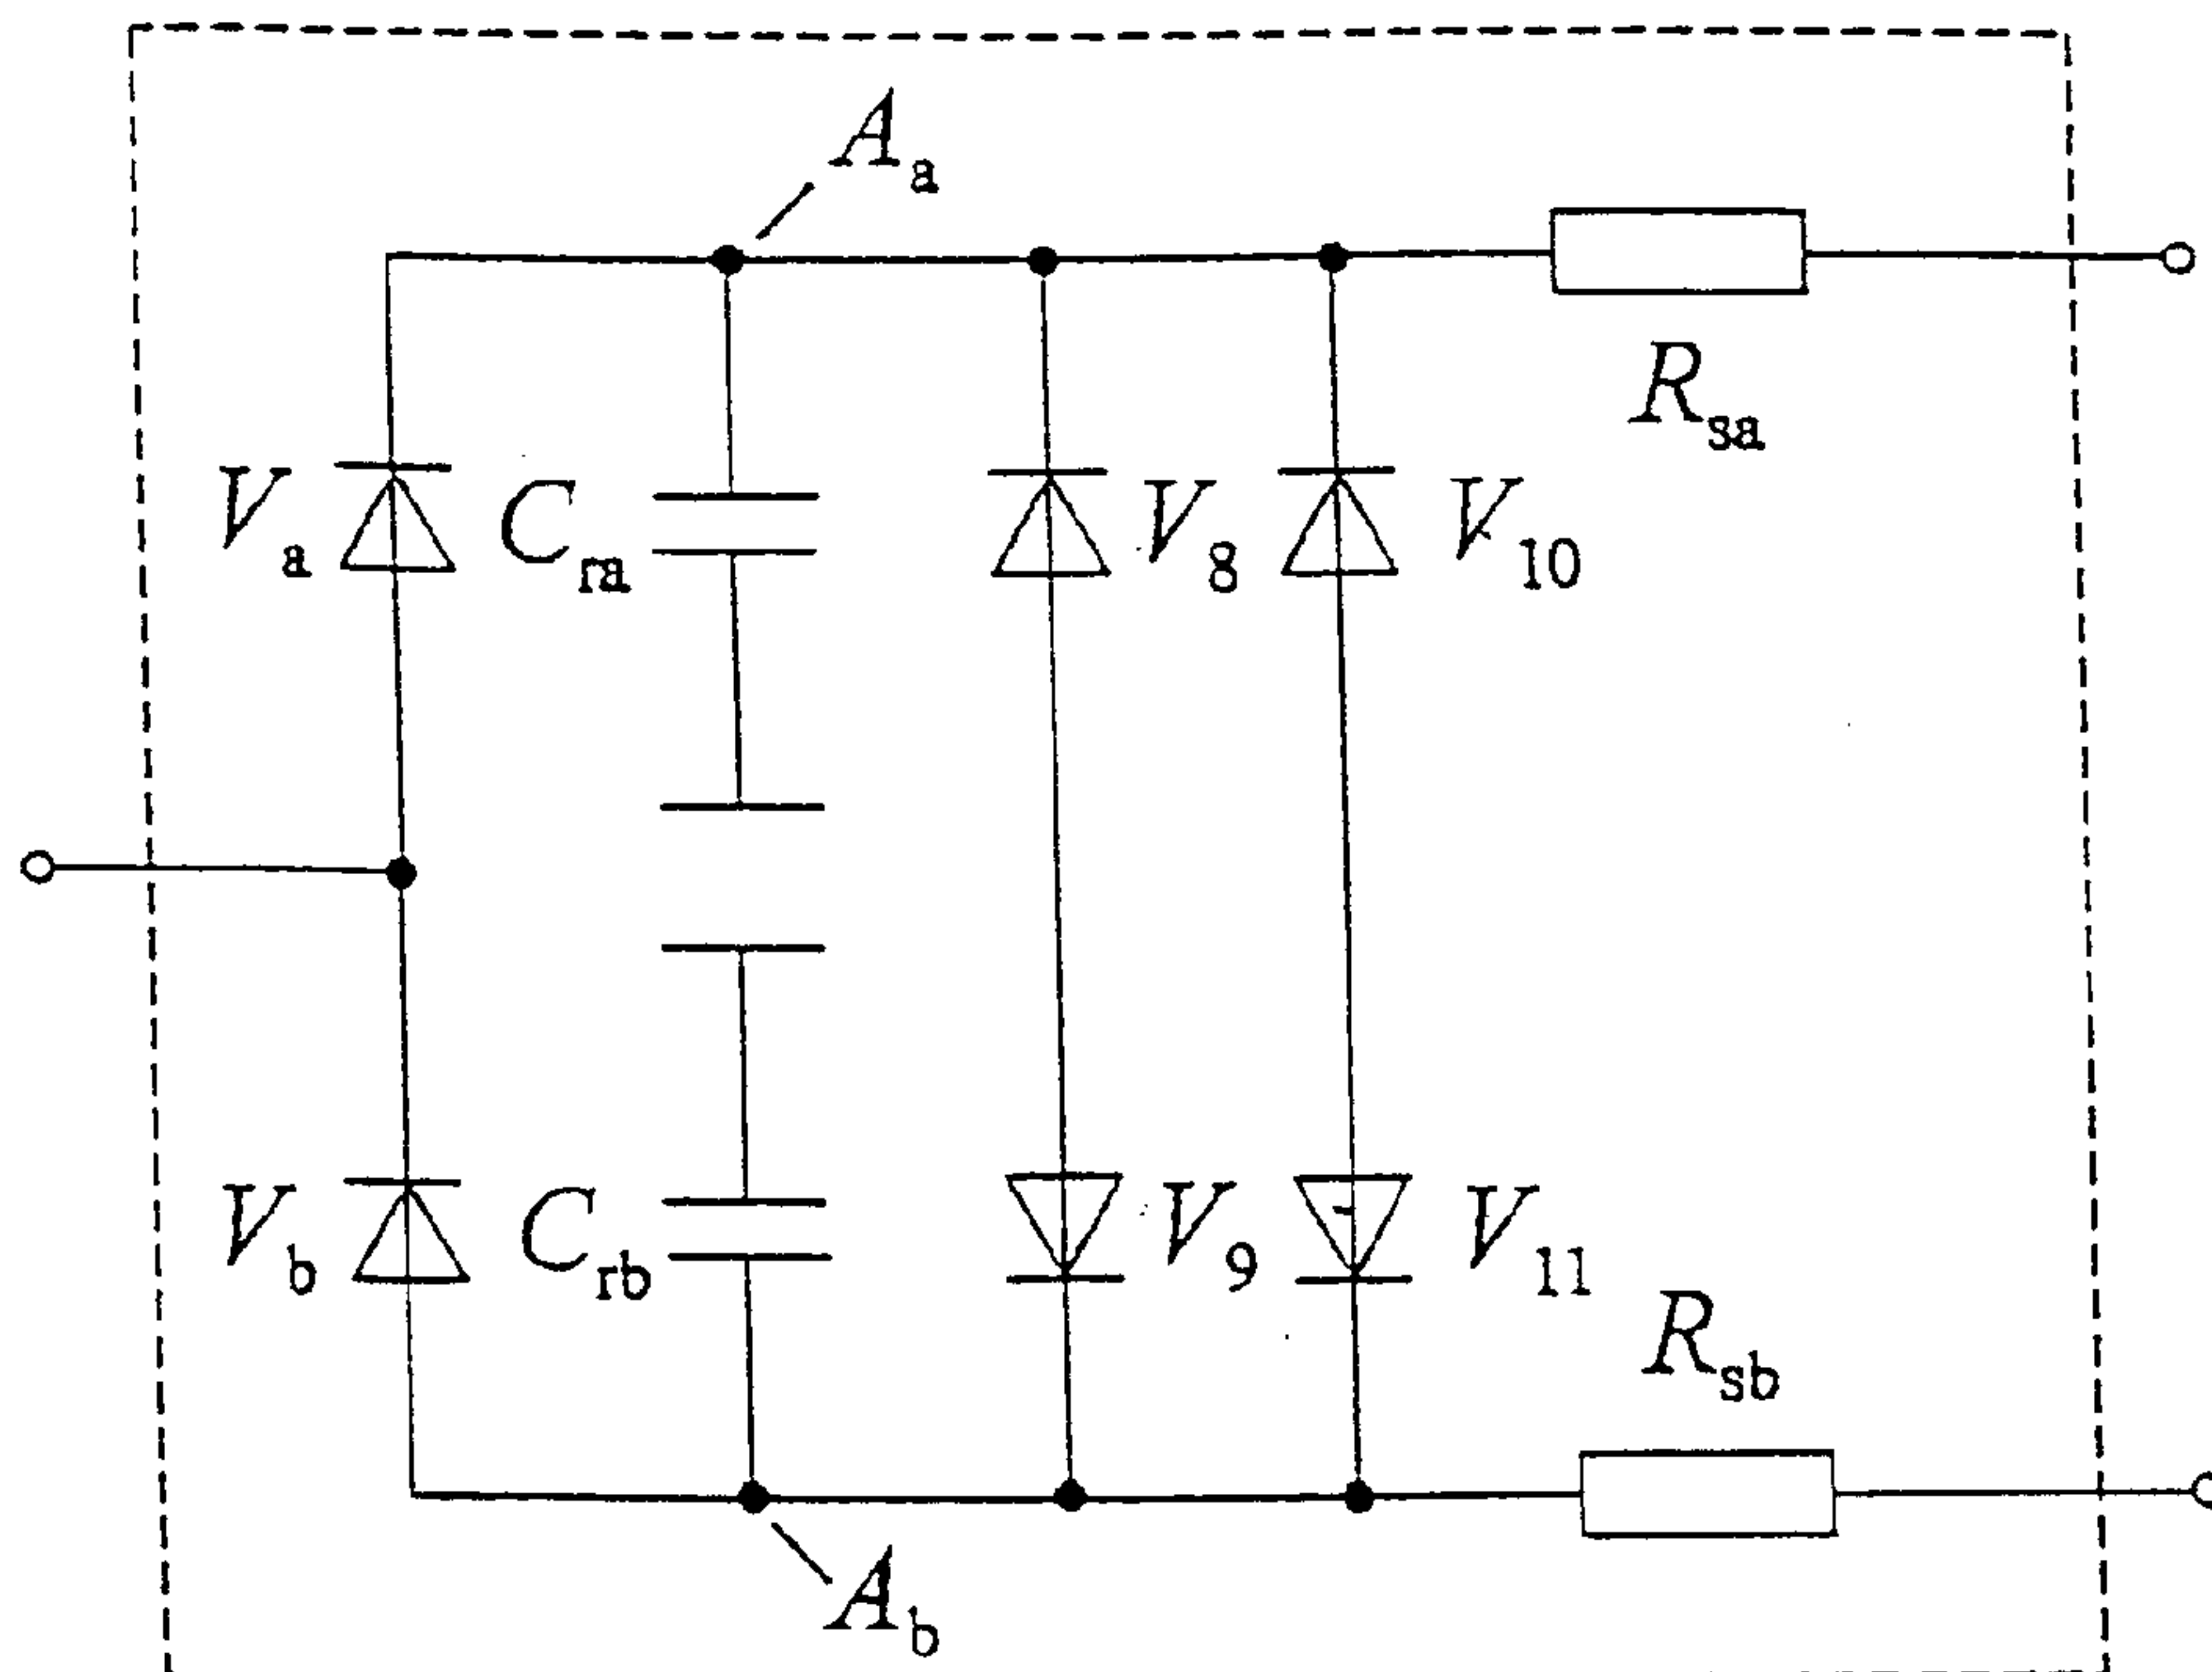 A_a
R_sa
V_a
C_ra
V_8
V_10
V_b
C_rb
V_9
V_11
R_sb
A_b